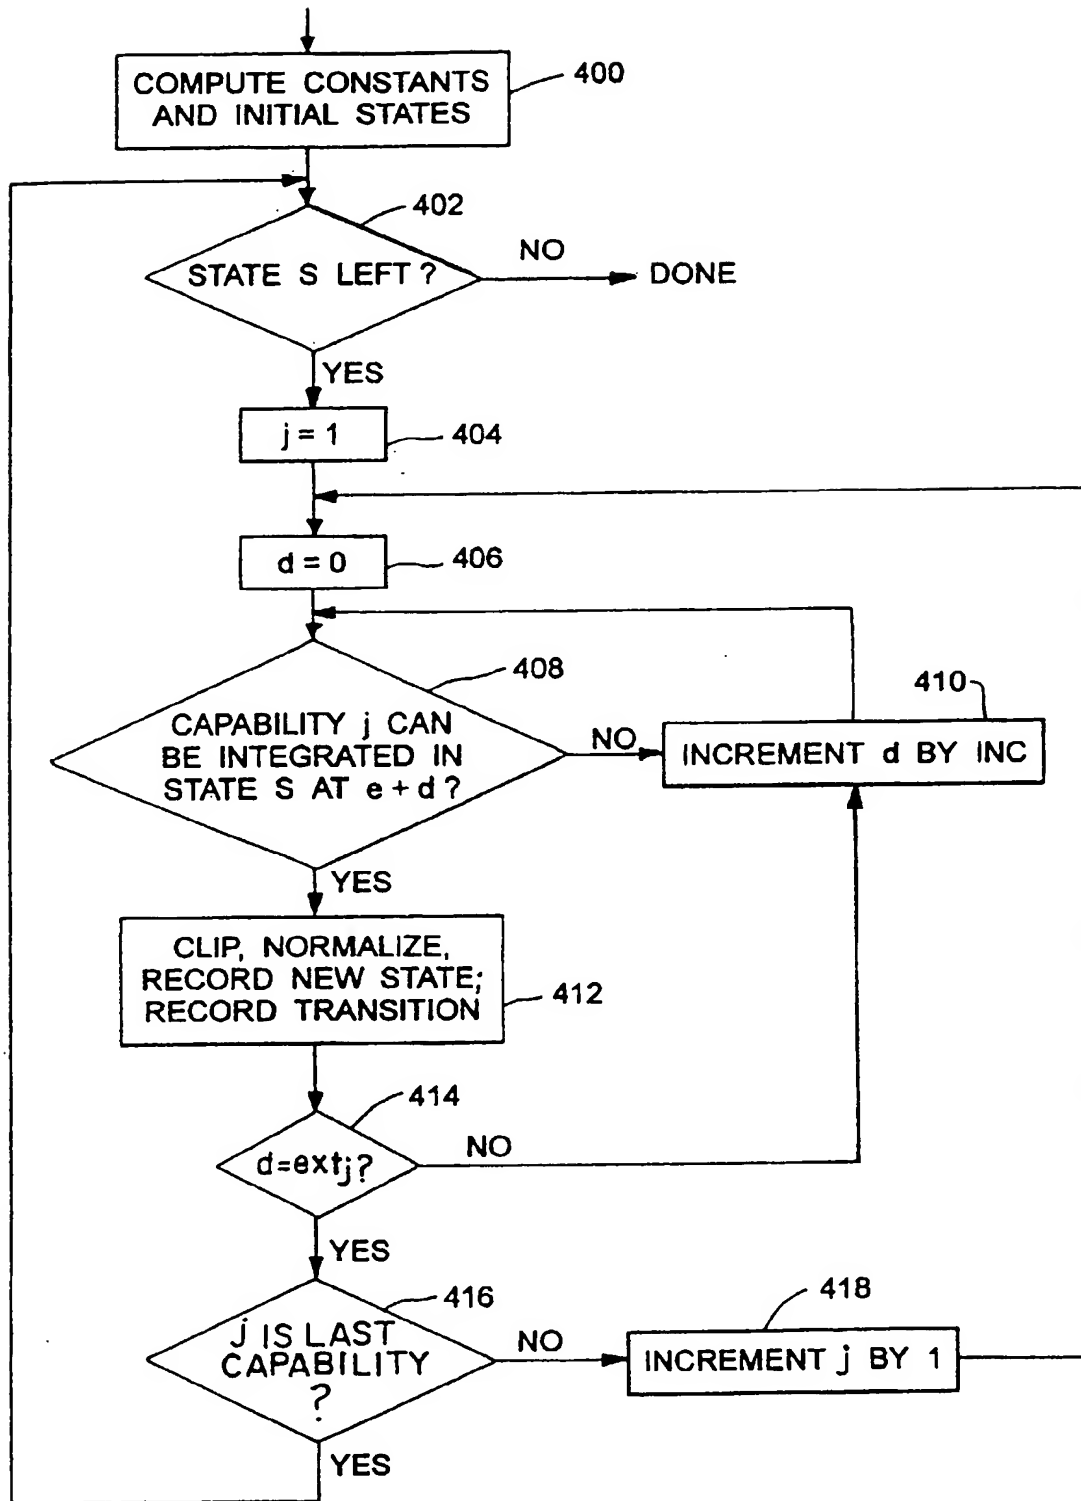 COMPUTE CONSTANTS
AND INITIAL STATES
400
402
STATE S LEFT?
NO
DONE
YES
j = 1
404
d = 0
406
408
CAPABILITY j CAN
BE INTEGRATED IN
STATE S AT e + d?
NO
410
INCREMENT d BY INC
YES
CLIP, NORMALIZE,
RECORD NEW STATE;
RECORD TRANSITION
412
414
d=extj?
NO
YES
416
j IS LAST
CAPABILITY
?
NO
418
INCREMENT j BY 1
YES